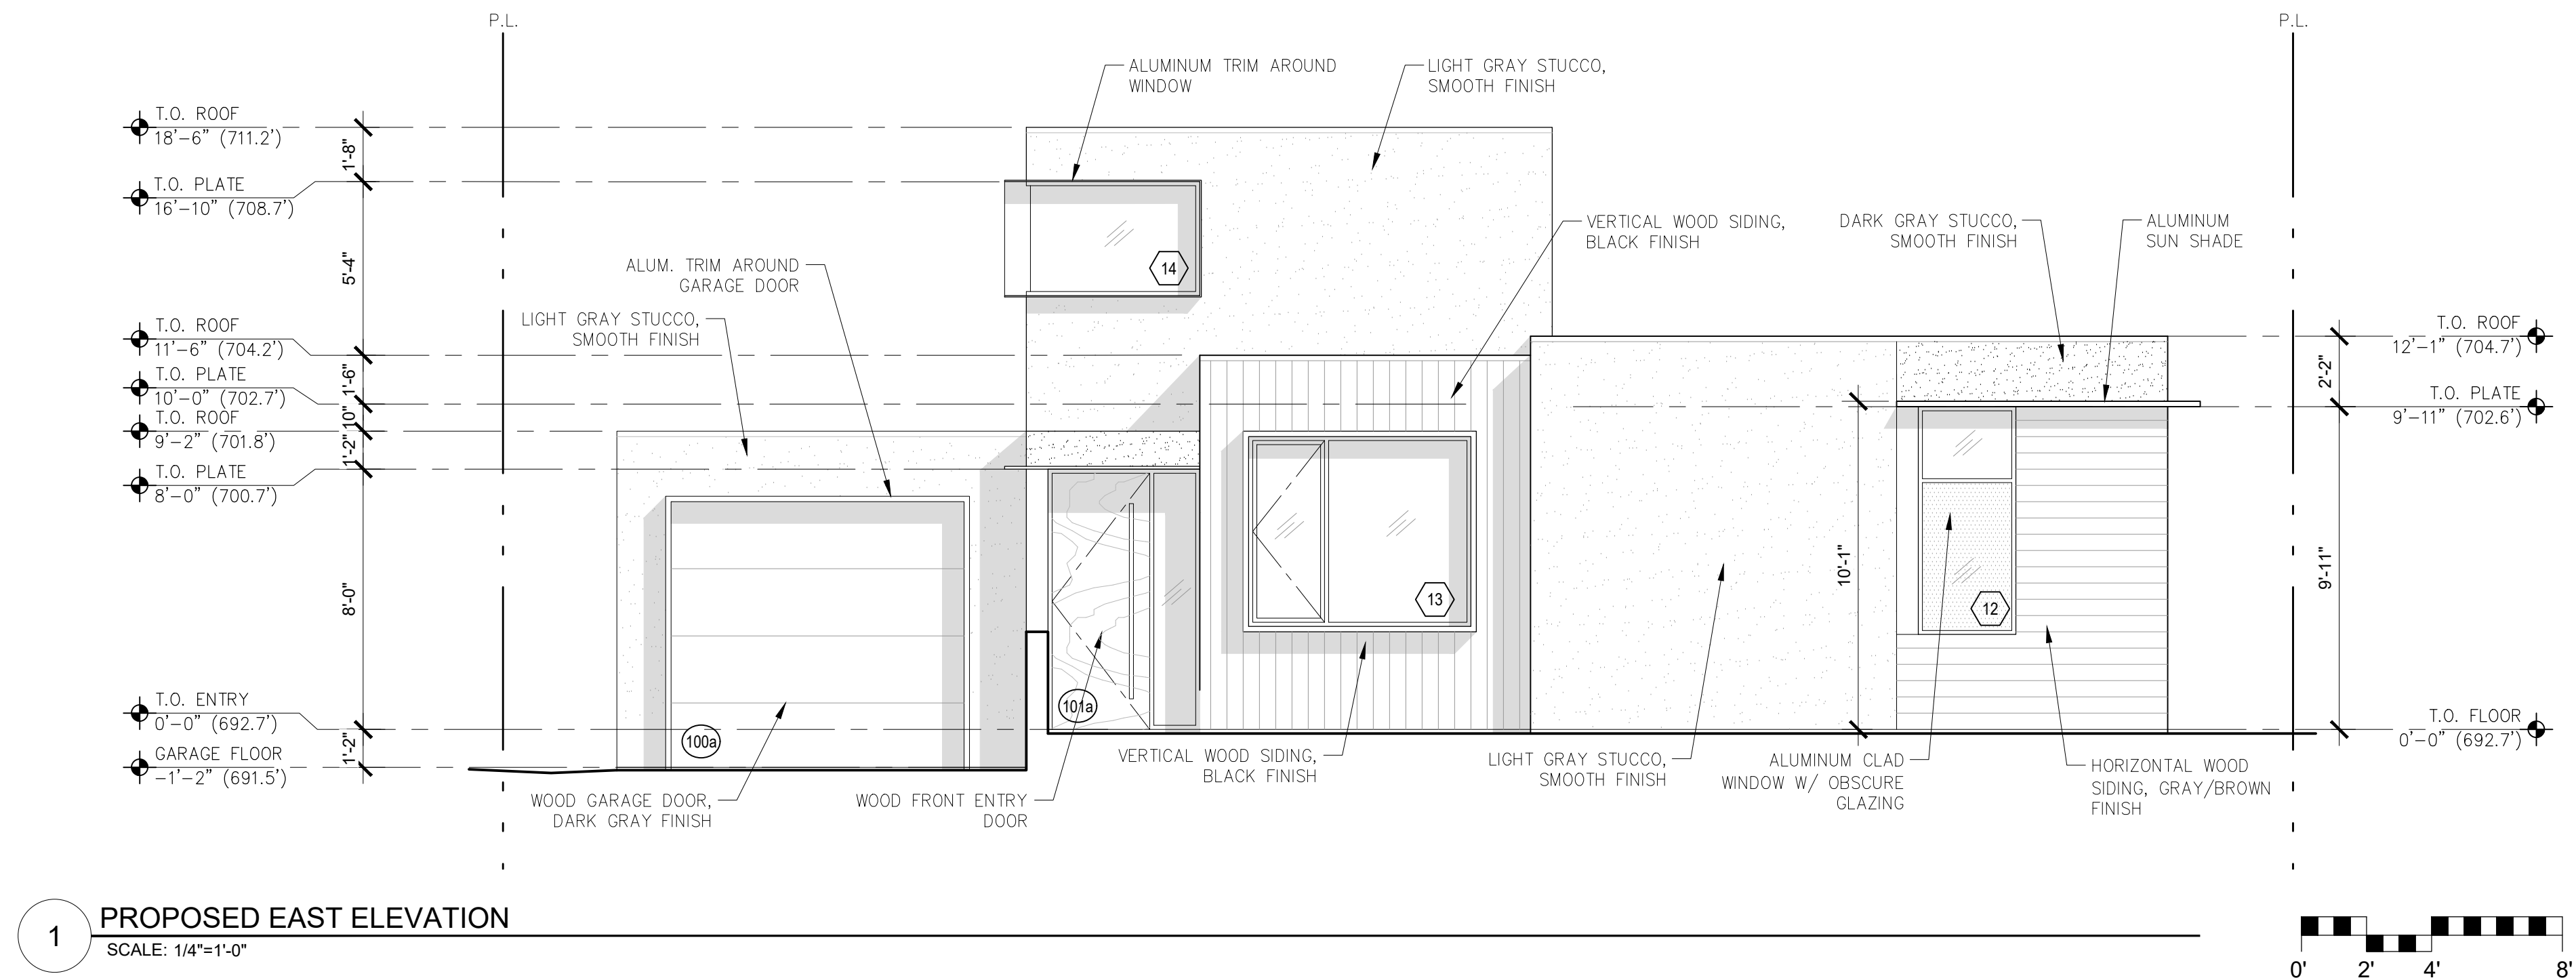 P.L.
P.L.
ALUMINUM TRIM AROUND
WINDOW
LIGHT GRAY STUCCO,
SMOOTH FINISH
T.O. ROOF
18'-6" (711.2')
1'-8"
T.O. PLATE
16'-10" (708.7')
VERTICAL WOOD SIDING,
BLACK FINISH
DARK GRAY STUCCO,
SMOOTH FINISH
ALUMINUM
SUN SHADE
5'-4"
14
ALUM. TRIM AROUND
GARAGE DOOR
LIGHT GRAY STUCCO,
SMOOTH FINISH
T.O. ROOF
11'-6" (704.2')
T.O. ROOF
12'-1" (704.7')
1'-6"
2'-2"
T.O. PLATE
10'-0" (702.7')
T.O. PLATE
9'-11" (702.6')
10"
T.O. ROOF
9'-2" (701.8')
1'-2"
T.O. PLATE
8'-0" (700.7')
8'-0"
10'-1"
9'-11"
13
12
T.O. ENTRY
0'-0" (692.7')
101a
T.O. FLOOR
0'-0" (692.7')
100a
1'-2"
GARAGE FLOOR
-1'-2" (691.5')
VERTICAL WOOD SIDING,
BLACK FINISH
LIGHT GRAY STUCCO,
SMOOTH FINISH
ALUMINUM CLAD
WINDOW W/ OBSCURE
GLAZING
HORIZONTAL WOOD
SIDING, GRAY/BROWN
FINISH
WOOD GARAGE DOOR,
DARK GRAY FINISH
WOOD FRONT ENTRY
DOOR
1
PROPOSED EAST ELEVATION
SCALE: 1/4"=1'-0"
0' 2' 4' 8'